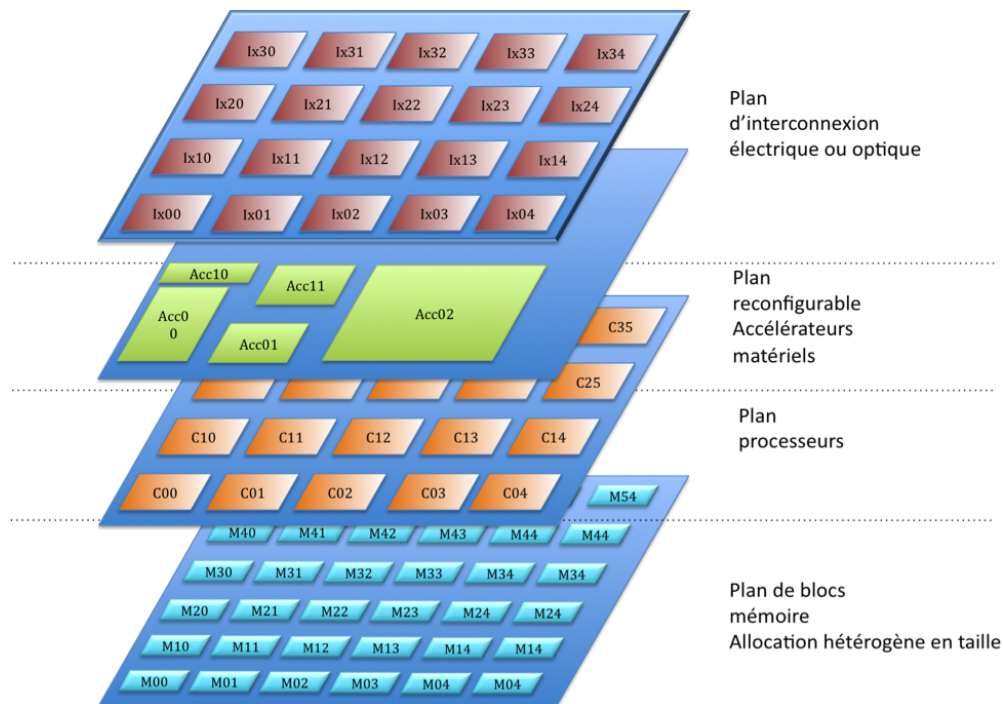 Ix30 Ix31 Ix32 Ix33 Ix34
Ix20 Ix21 Ix22 Ix23 Ix24
Ix10 Ix11 Ix12 Ix13 Ix14
Ix00 Ix01 Ix02 Ix03 Ix04
Plan
d'interconnexion
électrique ou optique
Acc10
Acc11
Acc0
0
Acc01
Acc02
Plan
reconfigurable
Accélérateurs
matériels
C35
C25
C10 C11 C12 C13 C14
C00 C01 C02 C03 C04
Plan
processeurs
M54
M40 M41 M42 M43 M44 M44
M30 M31 M32 M33 M34 M34
M20 M21 M22 M23 M24 M24
M10 M11 M12 M13 M14 M14
M00 M01 M02 M03 M04 M04
Plan de blocs
mémoire
Allocation hétérogène en taille